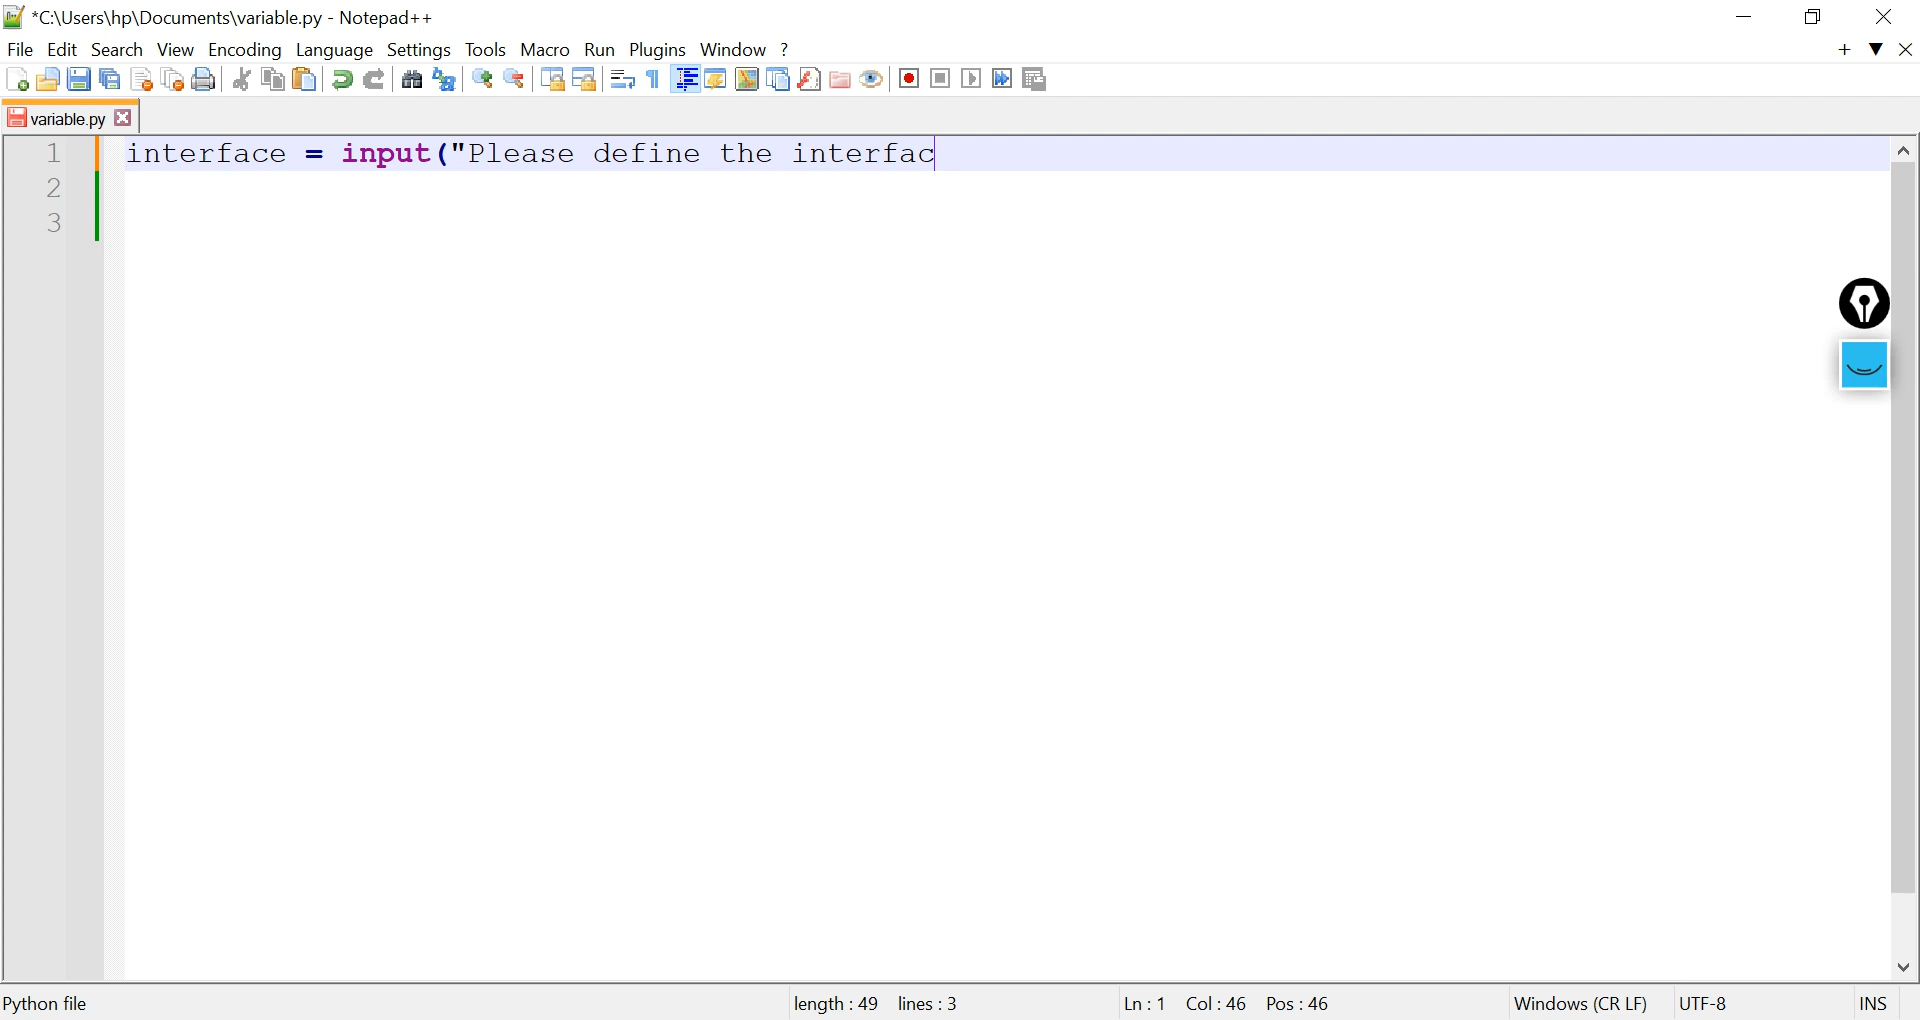 *C:\Users\hp\Documents\variable.py - Notepad++
File Edit Search View Encoding Language Settings Tools Macro Run Plugins Window ?
variable.py
1 interface = input("Please define the interfac
2
3
Python file length : 49 lines : 3 Ln : 1 Col : 46 Pos : 46 Windows (CR LF) UTF-8 INS